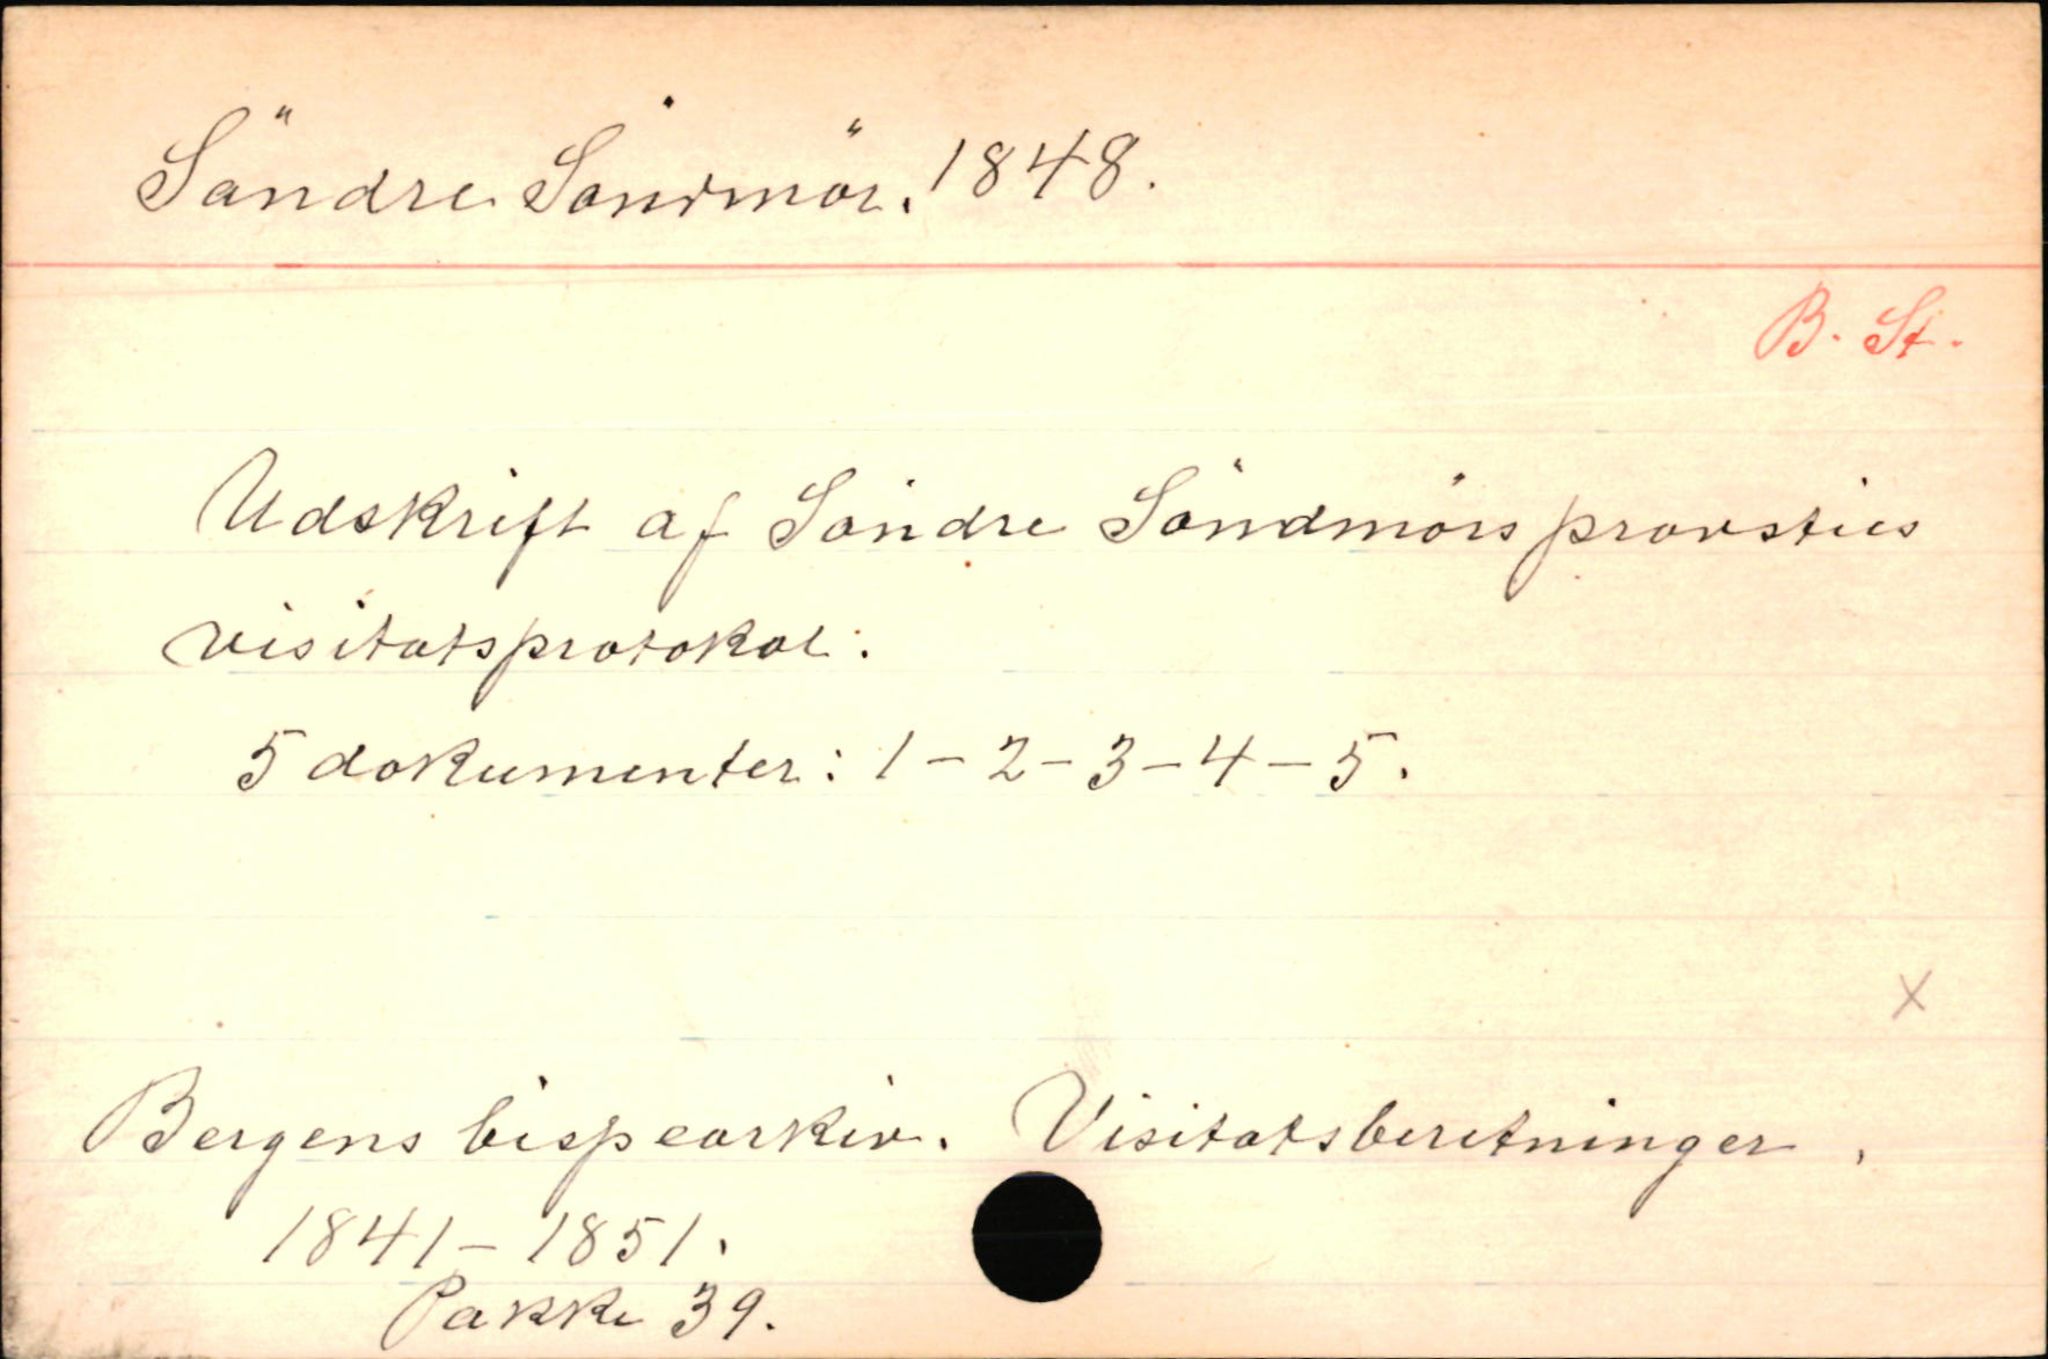 Söndre Söndmör. 1848.
B. St.
Udskrift af Söndre Söndmörs provsties
visitatsprotokol:
5 dokumenter: 1-2-3-4-5.
x
Bergens bispearkiv. Visitatsberetninger,
1841-1851.
Pakke 39.